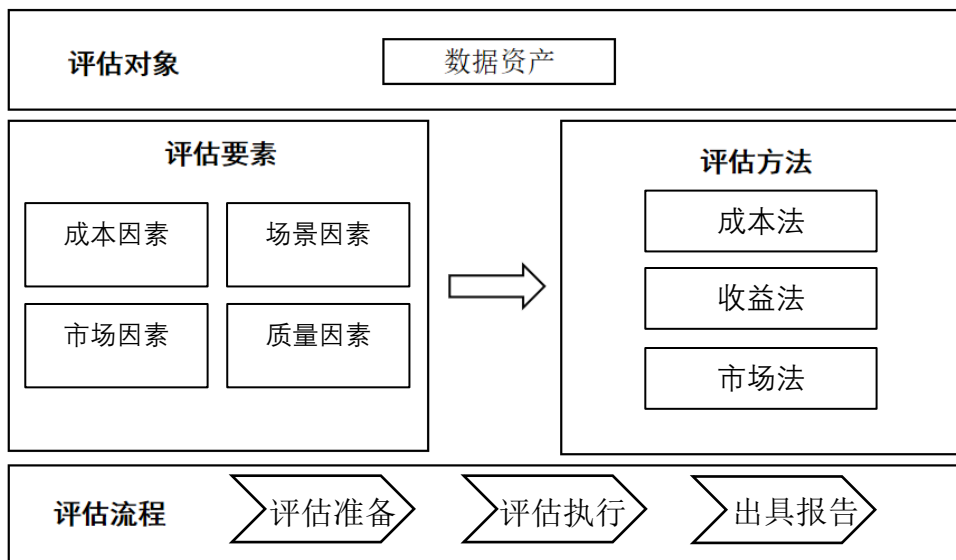 评估对象
数据资产
评估要素
成本因素
场景因素
市场因素
质量因素
评估方法
成本法
收益法
市场法
评估流程
评估准备
评估执行
出具报告